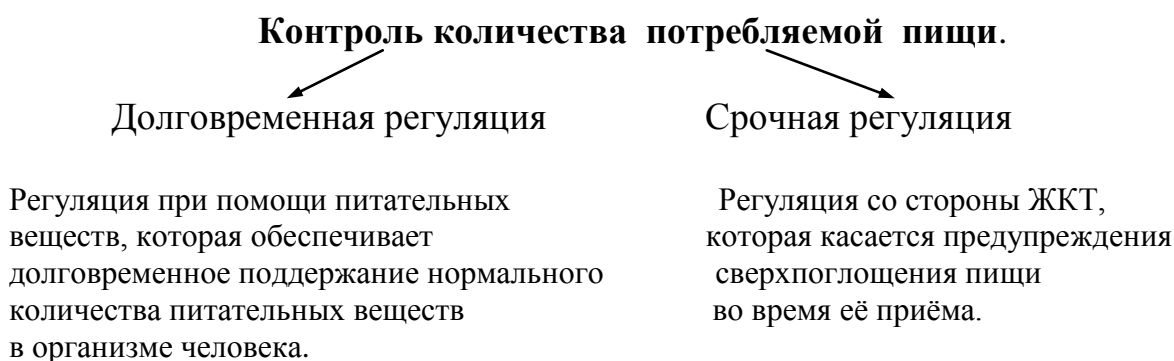 Контроль количества потребляемой пищи.
Долговременная регуляция
Срочная регуляция
Регуляция при помощи питательных
веществ, которая обеспечивает
долговременное поддержание нормального
количества питательных веществ
в организме человека.
Регуляция со стороны ЖКТ,
которая касается предупреждения
сверхпоглощения пищи
во время её приёма.